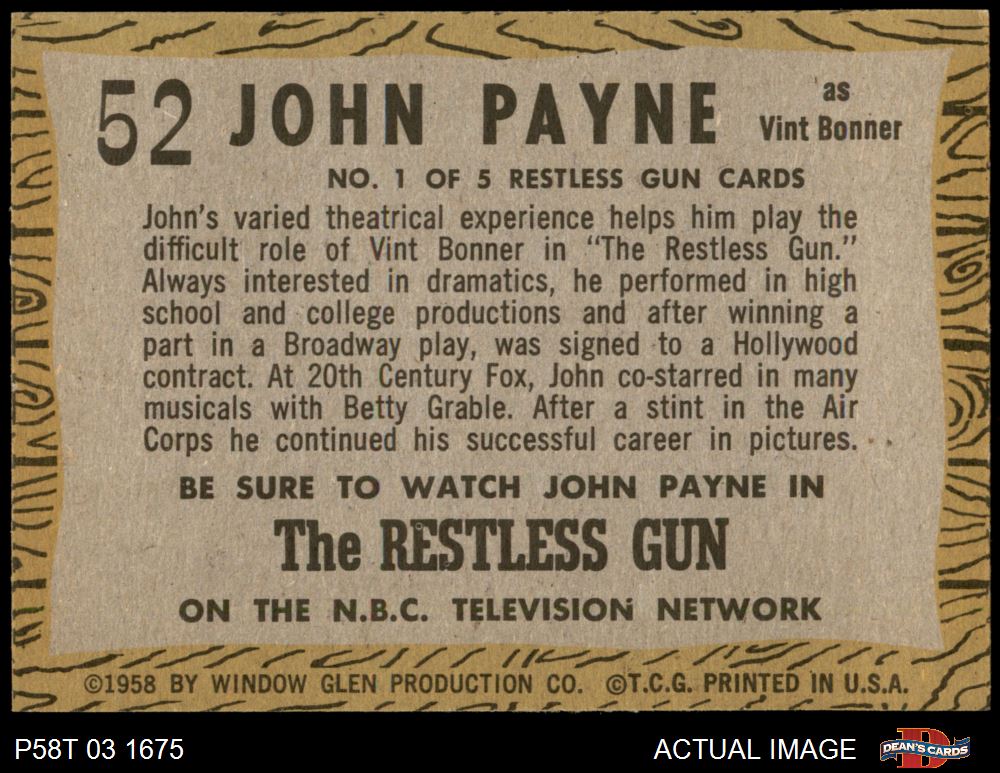 52 JOHN PAYNE as Vint Bonner
NO. 1 OF 5 RESTLESS GUN CARDS
John's varied theatrical experience helps him play the
difficult role of Vint Bonner in "The Restless Gun."
Always interested in dramatics, he performed in high
school and college productions and after winning a
part in a Broadway play, was signed to a Hollywood
contract. At 20th Century Fox, John co-starred in many
musicals with Betty Grable. After a stint in the Air
Corps he continued his successful career in pictures.
BE SURE TO WATCH JOHN PAYNE IN
The RESTLESS GUN
ON THE N.B.C. TELEVISION NETWORK
©1958 BY WINDOW GLEN PRODUCTION CO. ©T.C.G. PRINTED IN U.S.A.
P58T 03 1675 ACTUAL IMAGE DEAN'S CARDS